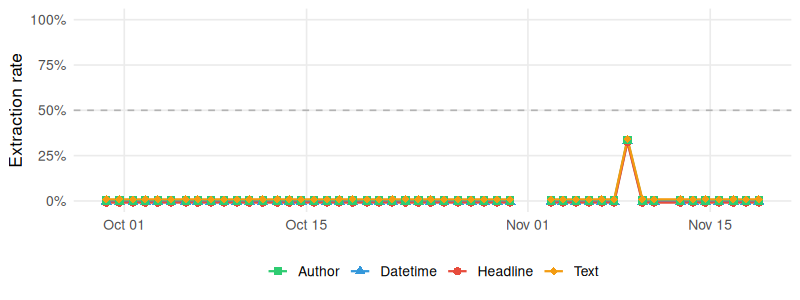 100%
75%
50%
25%
0%
Extraction rate
Oct 01 Oct 15 Nov 01 Nov 15
Author Datetime Headline Text